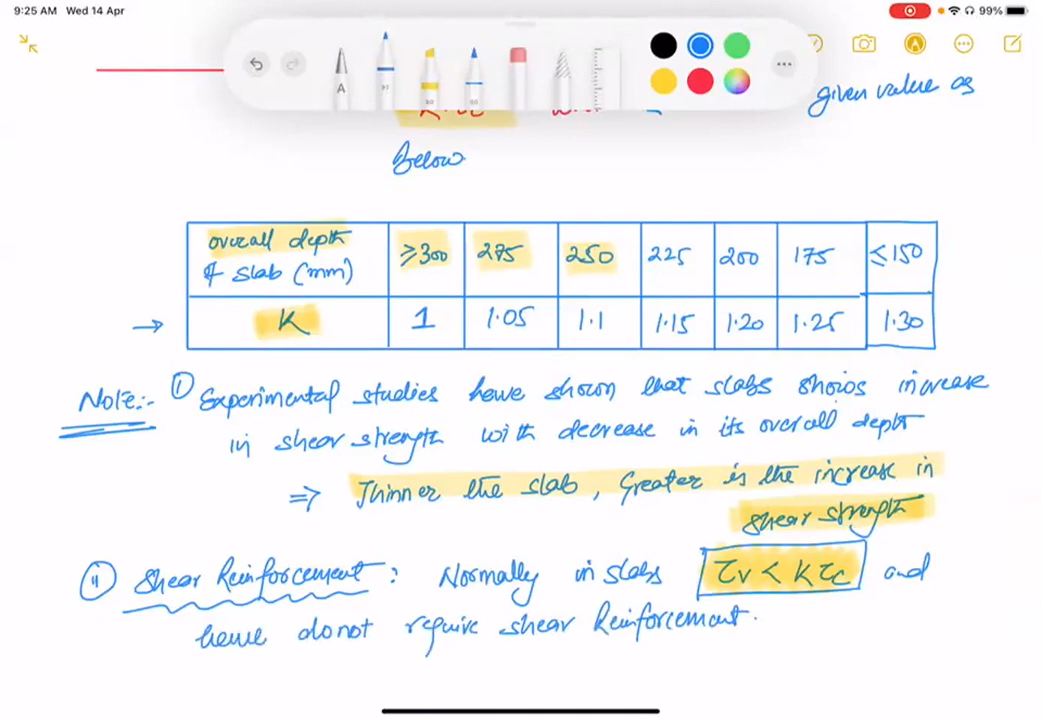 9:25 AM Wed 14 Apr 99%
given value as
below
overall depth of slab (mm) ≥300 275 250 225 200 175 ≤150
→ K 1 1.05 1.1 1.15 1.20 1.25 1.30
Note:- (i) Experimental studies have shown that slabs shows increase
in shear strength with decrease in its overall depth
⇒ Thinner the slab, Greater is the increase in
shear strength
(ii) Shear Reinforcement: Normally in slabs τv < Kτc and
hence do not require shear Reinforcement.